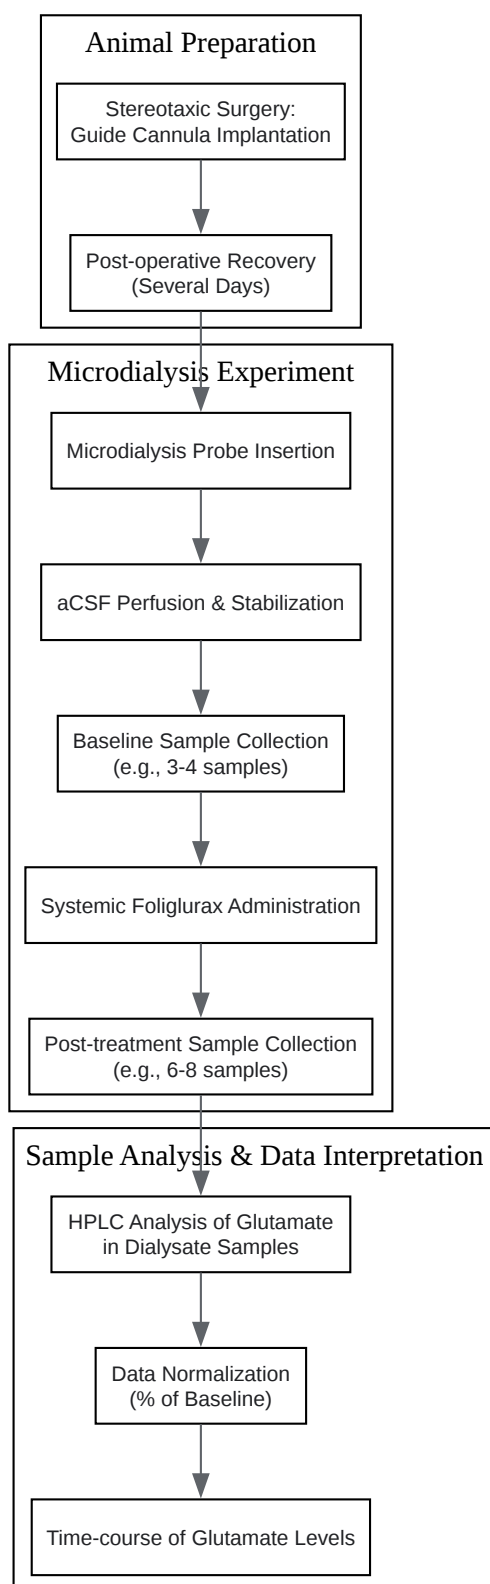 Animal Preparation
Stereotaxic Surgery:
Guide Cannula Implantation
Post-operative Recovery
(Several Days)
Microdialysis Experiment
Microdialysis Probe Insertion
aCSF Perfusion & Stabilization
Baseline Sample Collection
(e.g., 3-4 samples)
Systemic Foliglurax Administration
Post-treatment Sample Collection
(e.g., 6-8 samples)
Sample Analysis & Data Interpretation
HPLC Analysis of Glutamate
in Dialysate Samples
Data Normalization
(% of Baseline)
Time-course of Glutamate Levels